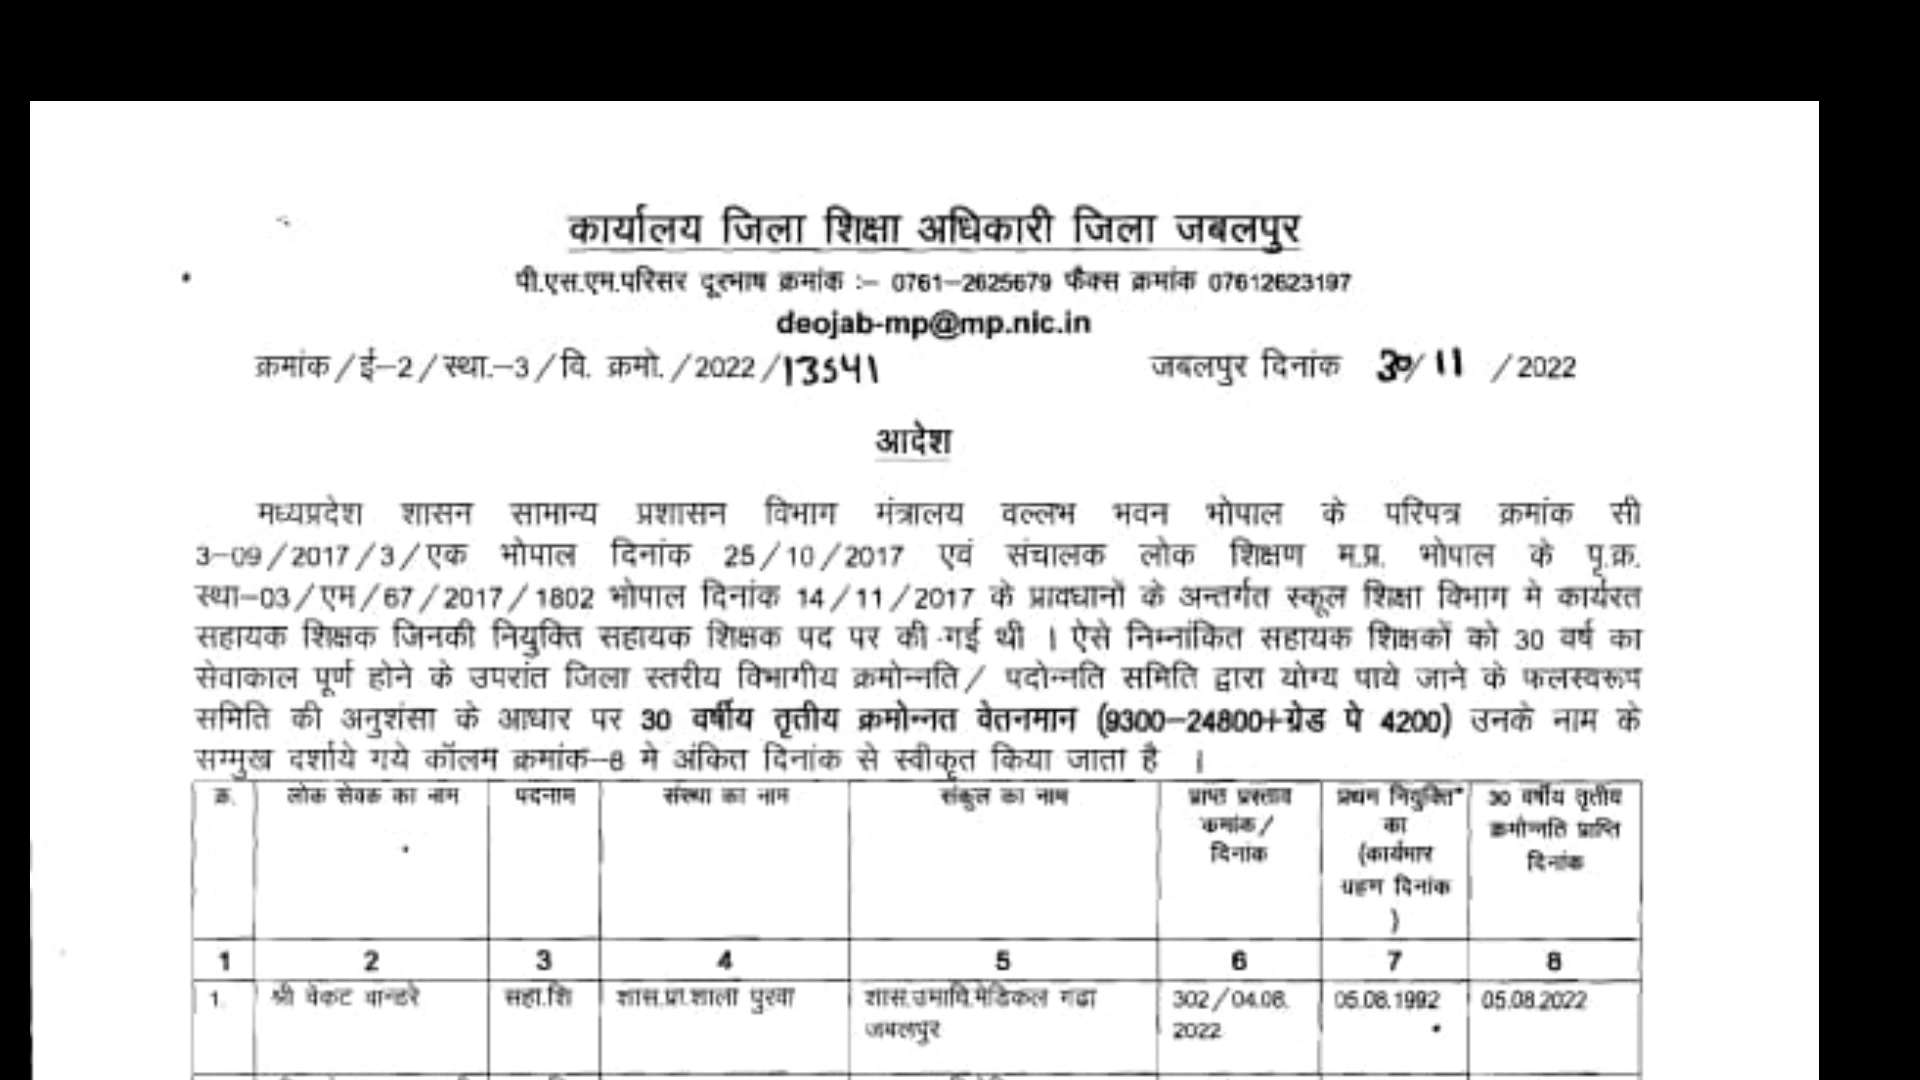 कार्यालय जिला शिक्षा अधिकारी जिला जबलपुर
पी.एस.एम.परिसर दूरभाष क्रमांक :– 0761–2625679 फैक्स क्रमांक 07612623197
deojab-mp@mp.nic.in
क्रमांक/ई–2/स्था.–3/वि. क्रमो./2022/13541 जबलपुर दिनांक 30/11 /2022
आदेश
मध्यप्रदेश शासन सामान्य प्रशासन विभाग मंत्रालय वल्लभ भवन भोपाल के परिपत्र क्रमांक सी
3–09/2017/3/एक भोपाल दिनांक 25/10/2017 एवं संचालक लोक शिक्षण म.प्र. भोपाल के पृ.क्र.
स्था–03/एम/67/2017/1802 भोपाल दिनांक 14/11/2017 के प्रावधानों के अन्तर्गत स्कूल शिक्षा विभाग मे कार्यरत
सहायक शिक्षक जिनकी नियुक्ति सहायक शिक्षक पद पर की गई थी । ऐसे निम्नांकित सहायक शिक्षकों को 30 वर्ष का
सेवाकाल पूर्ण होने के उपरांत जिला स्तरीय विभागीय क्रमोन्नति/ पदोन्नति समिति द्वारा योग्य पाये जाने के फलस्वरूप
समिति की अनुशंसा के आधार पर 30 वर्षीय तृतीय क्रमोन्नत वेतनमान (9300–24800+ग्रेड पे 4200) उनके नाम के
सम्मुख दर्शाये गये कॉलम क्रमांक–8 मे अंकित दिनांक से स्वीकृत किया जाता है ।
क्र. लोक सेवक का नाम पदनाम संस्था का नाम संकुल का नाम प्राप्त प्रस्ताव प्रथम नियुक्ति 30 वर्षीय तृतीय
कमांक/ का क्रमोन्नति प्राप्ति
दिनांक (कार्यभार दिनांक
ग्रहण दिनांक
)
1 2 3 4 5 6 7 8
1. श्री वेंकट वान्डरे सहा.शि शास.प्रा.शाला पुरवा शास.उमावि.मेडिकल गढा 302/04.08. 05.08.1992 05.08.2022
जबलपुर 2022